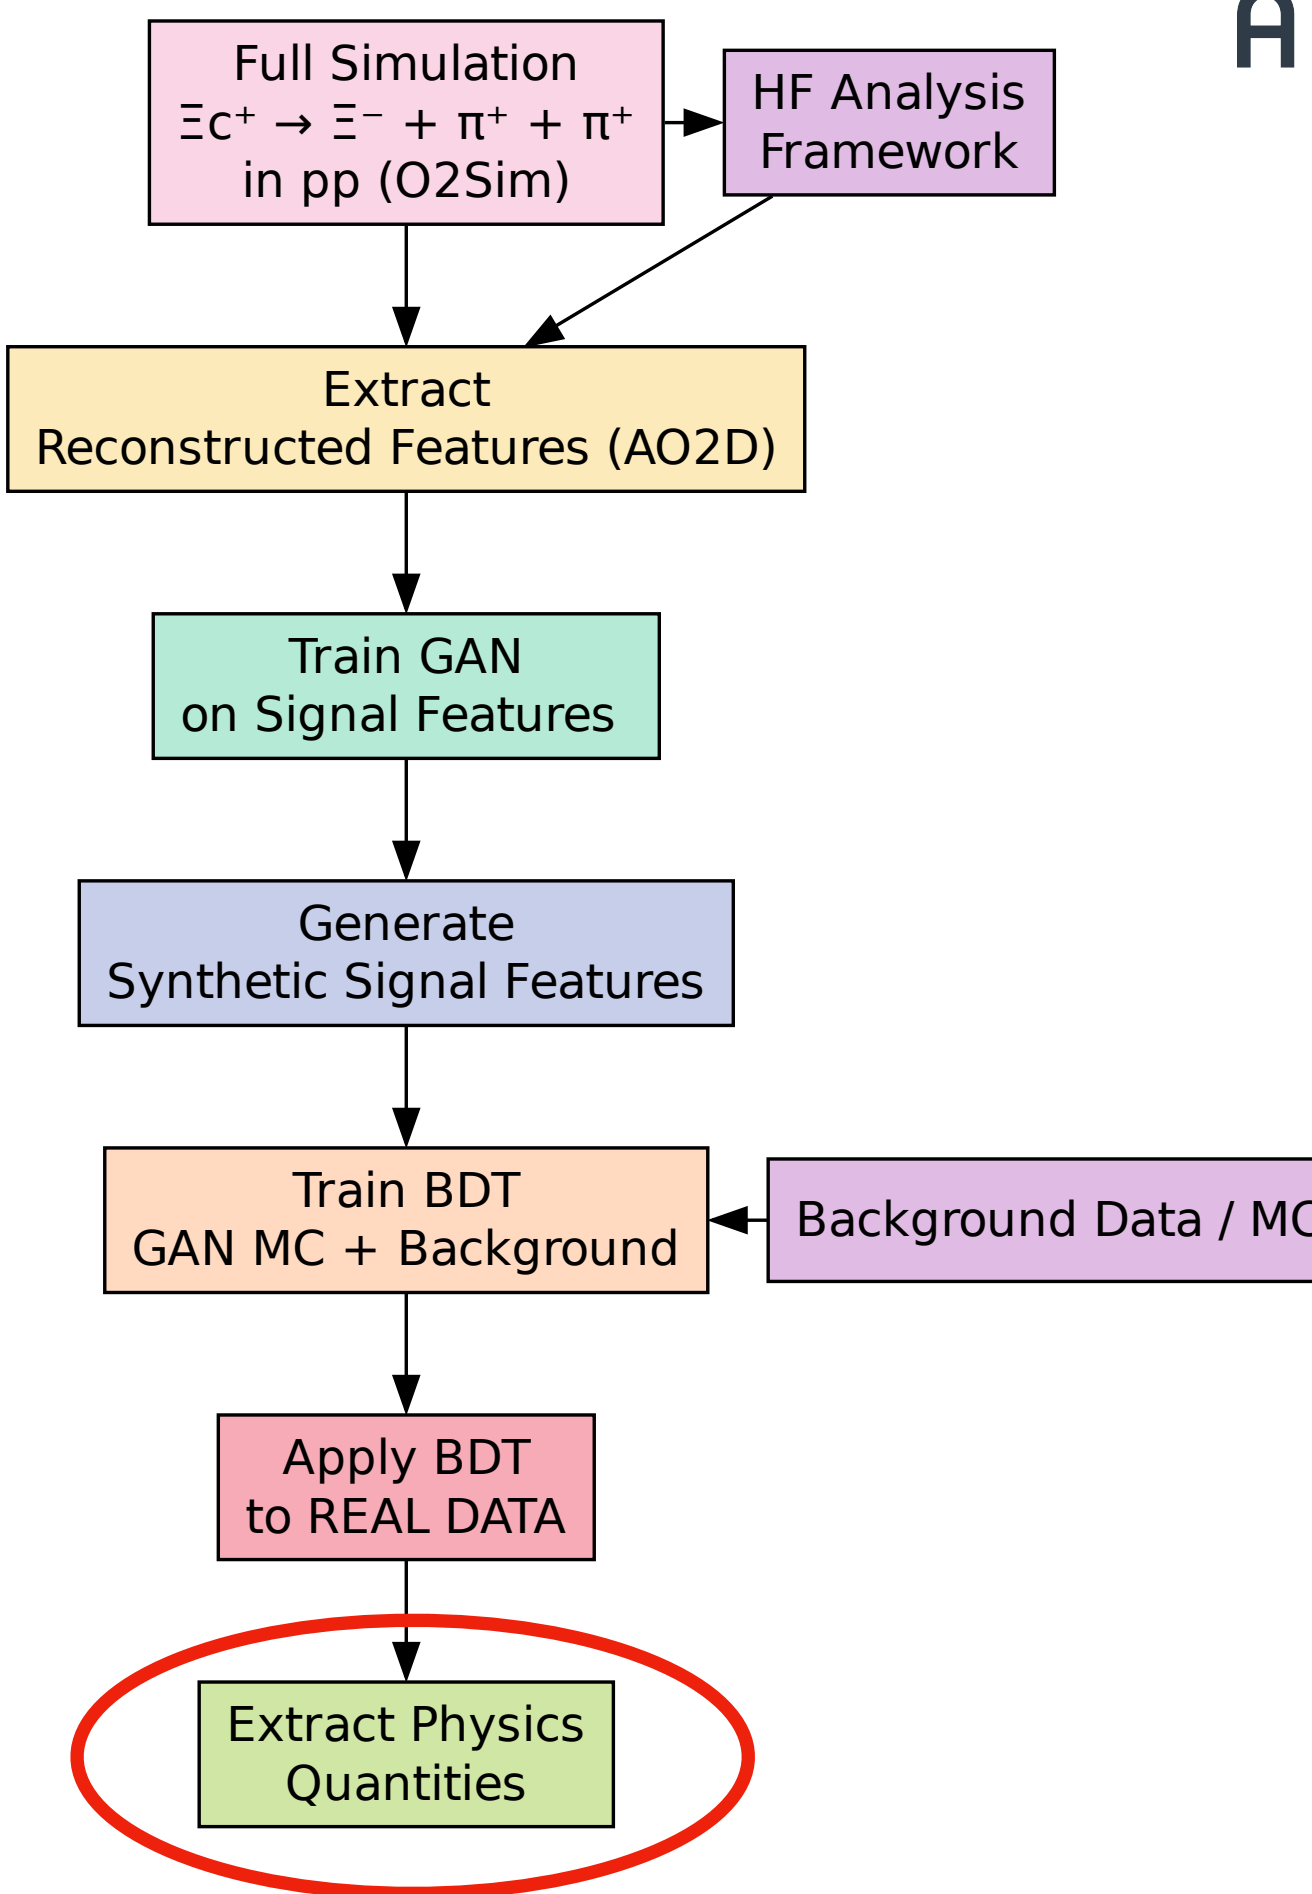 Full Simulation
Ξc⁺ → Ξ⁻ + π⁺ + π⁺
in pp (O2Sim)
HF Analysis
Framework
Extract
Reconstructed Features (AO2D)
Train GAN
on Signal Features
Generate
Synthetic Signal Features
Train BDT
GAN MC + Background
Background Data / MC
Apply BDT
to REAL DATA
Extract Physics
Quantities